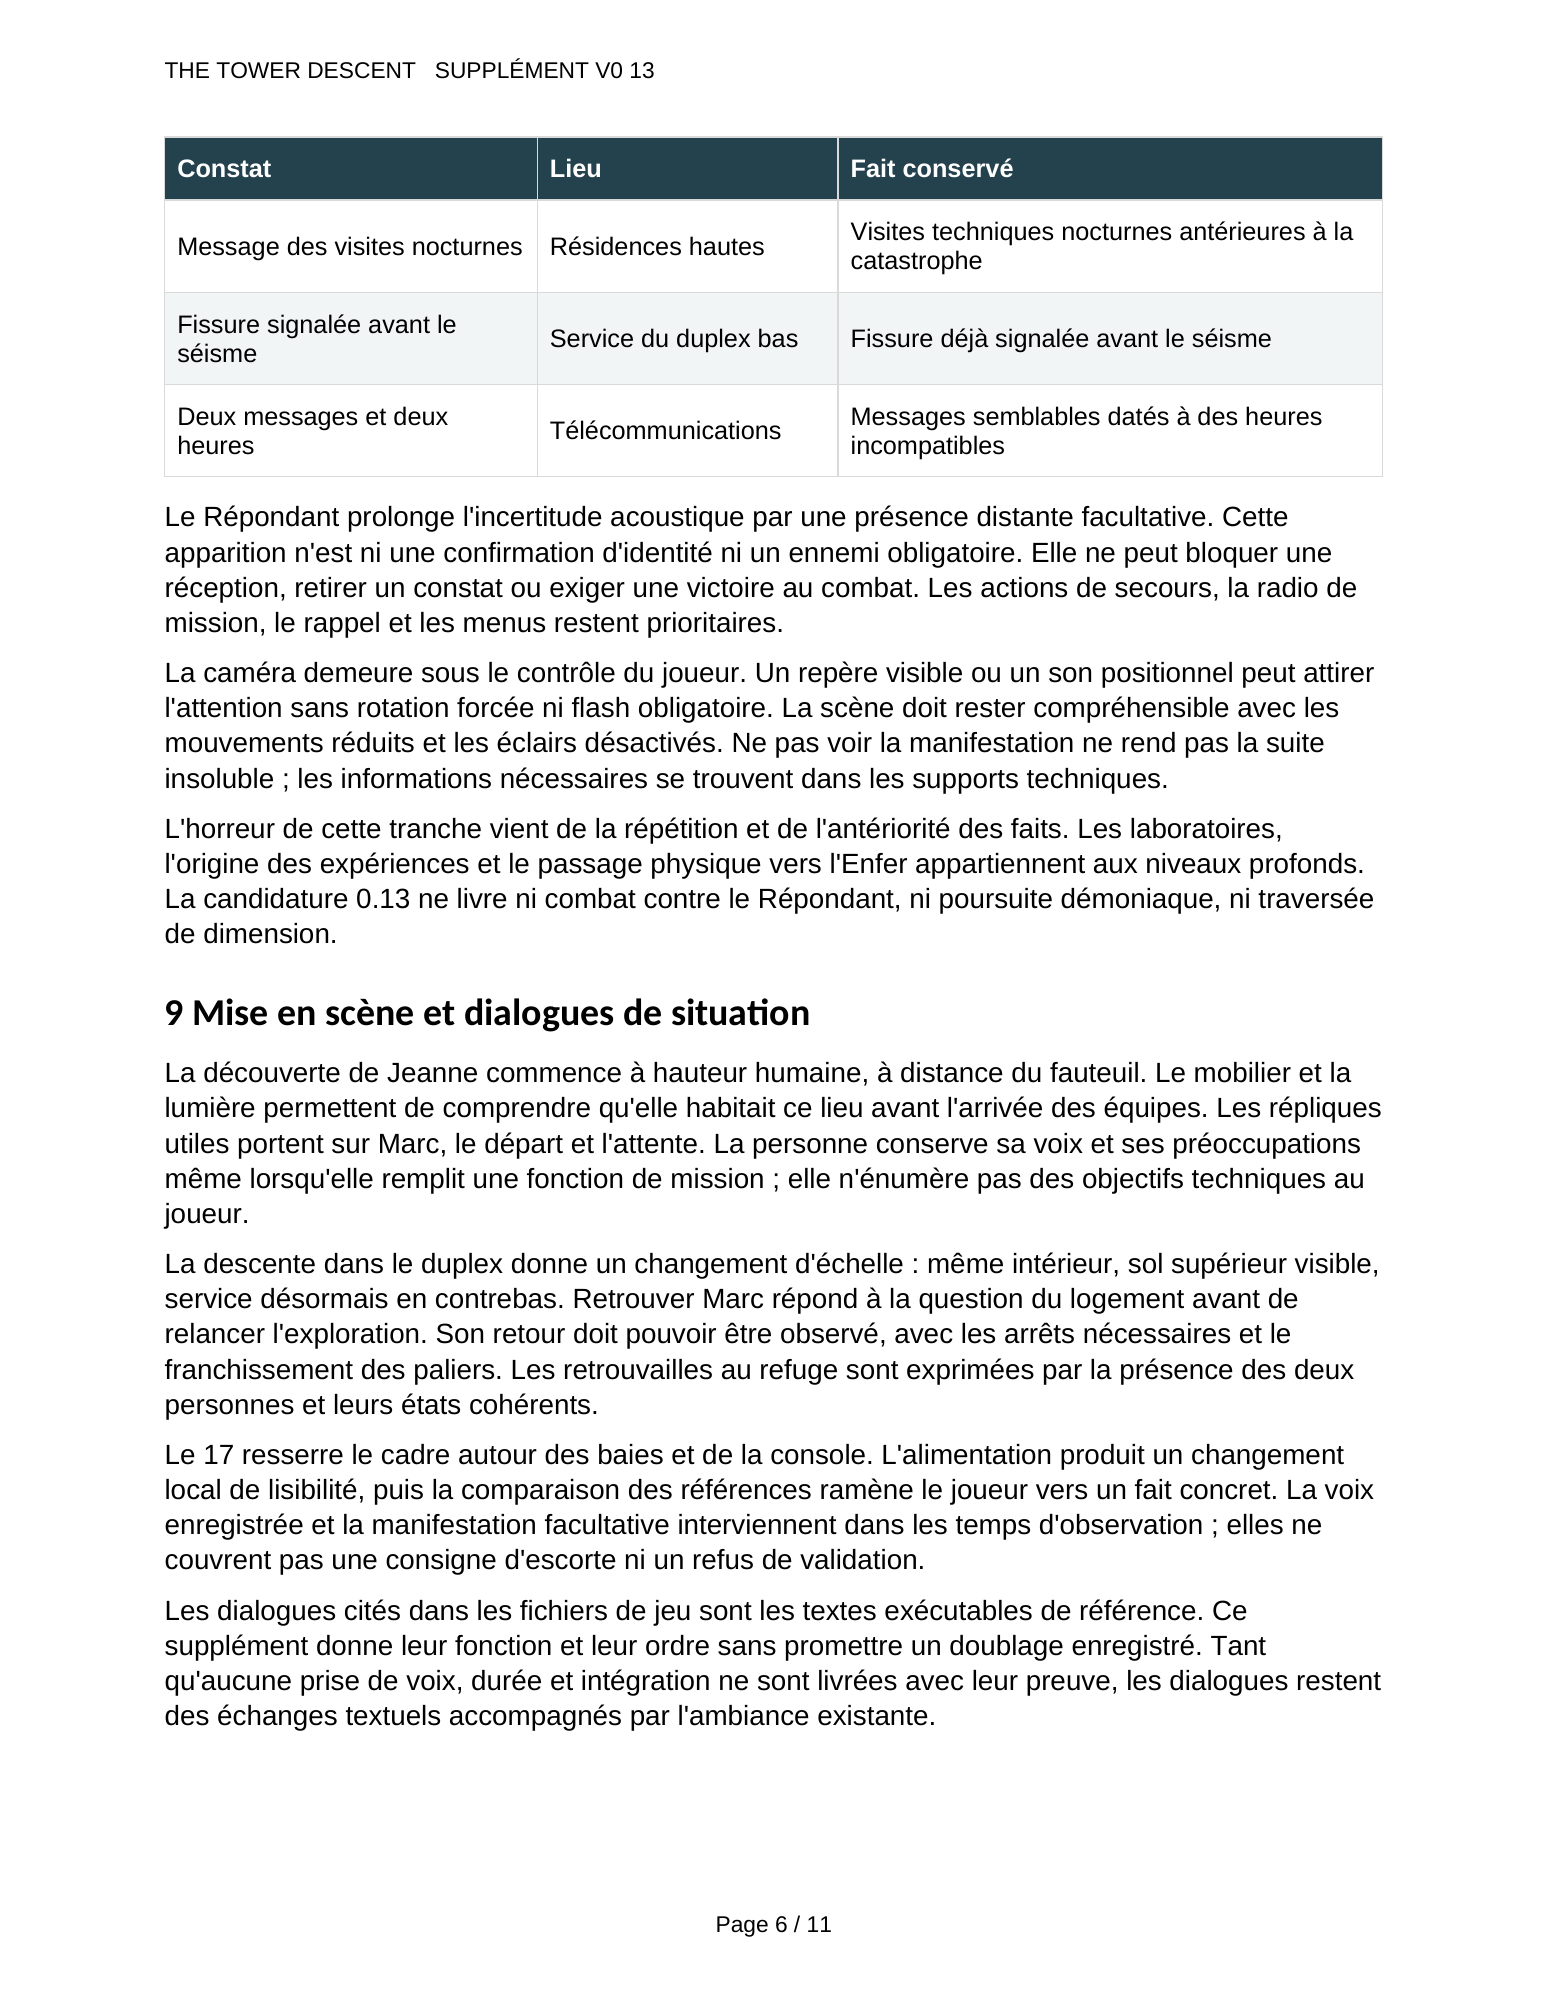 THE TOWER DESCENT SUPPLÉMENT V0 13
Constat Lieu Fait conservé
Message des visites nocturnes Résidences hautes Visites techniques nocturnes antérieures à la
catastrophe
Fissure signalée avant le
séisme Service du duplex bas Fissure déjà signalée avant le séisme
Deux messages et deux
heures Télécommunications Messages semblables datés à des heures
incompatibles
Le Répondant prolonge l'incertitude acoustique par une présence distante facultative. Cette
apparition n'est ni une confirmation d'identité ni un ennemi obligatoire. Elle ne peut bloquer une
réception, retirer un constat ou exiger une victoire au combat. Les actions de secours, la radio de
mission, le rappel et les menus restent prioritaires.
La caméra demeure sous le contrôle du joueur. Un repère visible ou un son positionnel peut attirer
l'attention sans rotation forcée ni flash obligatoire. La scène doit rester compréhensible avec les
mouvements réduits et les éclairs désactivés. Ne pas voir la manifestation ne rend pas la suite
insoluble ; les informations nécessaires se trouvent dans les supports techniques.
L'horreur de cette tranche vient de la répétition et de l'antériorité des faits. Les laboratoires,
l'origine des expériences et le passage physique vers l'Enfer appartiennent aux niveaux profonds.
La candidature 0.13 ne livre ni combat contre le Répondant, ni poursuite démoniaque, ni traversée
de dimension.
9 Mise en scène et dialogues de situation
La découverte de Jeanne commence à hauteur humaine, à distance du fauteuil. Le mobilier et la
lumière permettent de comprendre qu'elle habitait ce lieu avant l'arrivée des équipes. Les répliques
utiles portent sur Marc, le départ et l'attente. La personne conserve sa voix et ses préoccupations
même lorsqu'elle remplit une fonction de mission ; elle n'énumère pas des objectifs techniques au
joueur.
La descente dans le duplex donne un changement d'échelle : même intérieur, sol supérieur visible,
service désormais en contrebas. Retrouver Marc répond à la question du logement avant de
relancer l'exploration. Son retour doit pouvoir être observé, avec les arrêts nécessaires et le
franchissement des paliers. Les retrouvailles au refuge sont exprimées par la présence des deux
personnes et leurs états cohérents.
Le 17 resserre le cadre autour des baies et de la console. L'alimentation produit un changement
local de lisibilité, puis la comparaison des références ramène le joueur vers un fait concret. La voix
enregistrée et la manifestation facultative interviennent dans les temps d'observation ; elles ne
couvrent pas une consigne d'escorte ni un refus de validation.
Les dialogues cités dans les fichiers de jeu sont les textes exécutables de référence. Ce
supplément donne leur fonction et leur ordre sans promettre un doublage enregistré. Tant
qu'aucune prise de voix, durée et intégration ne sont livrées avec leur preuve, les dialogues restent
des échanges textuels accompagnés par l'ambiance existante.
Page 6 / 11